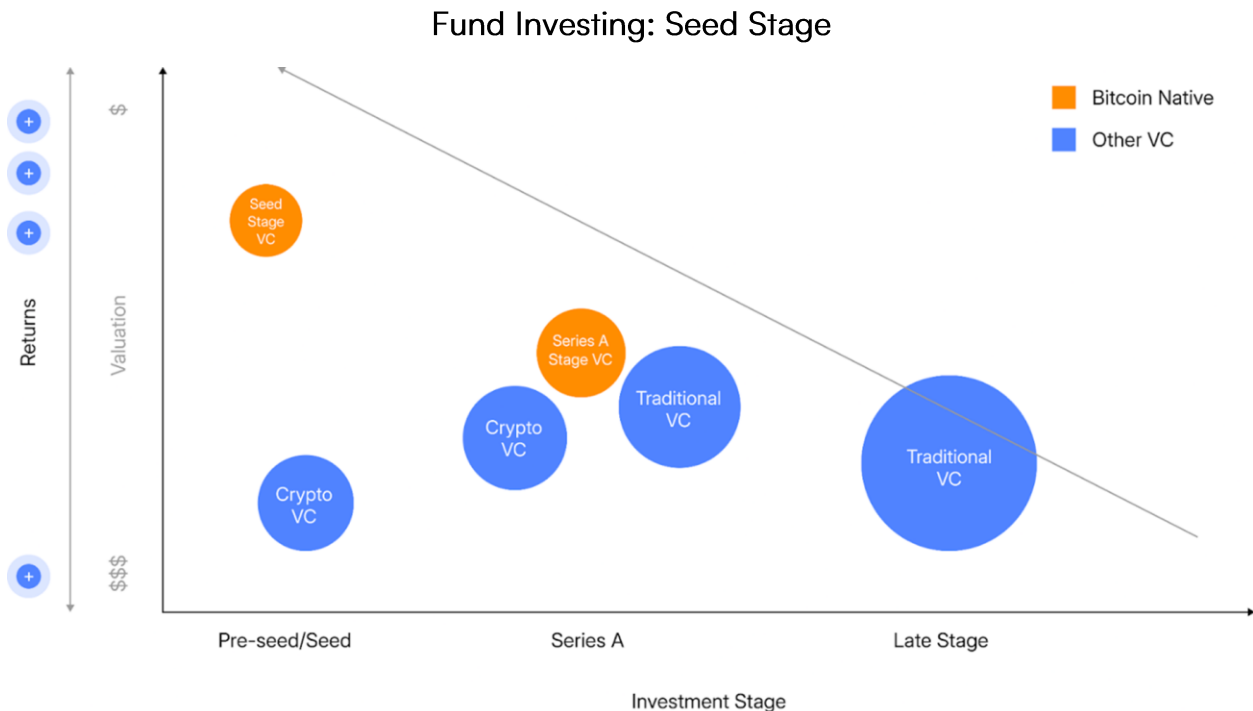 Fund Investing: Seed Stage
Bitcoin Native
Other VC
+
+
+
+
Returns
$
Valuation
$$$
Seed
Stage
VC
Series A
Stage VC
Traditional
VC
Crypto
VC
Crypto
VC
Traditional
VC
Pre-seed/Seed
Series A
Late Stage
Investment Stage